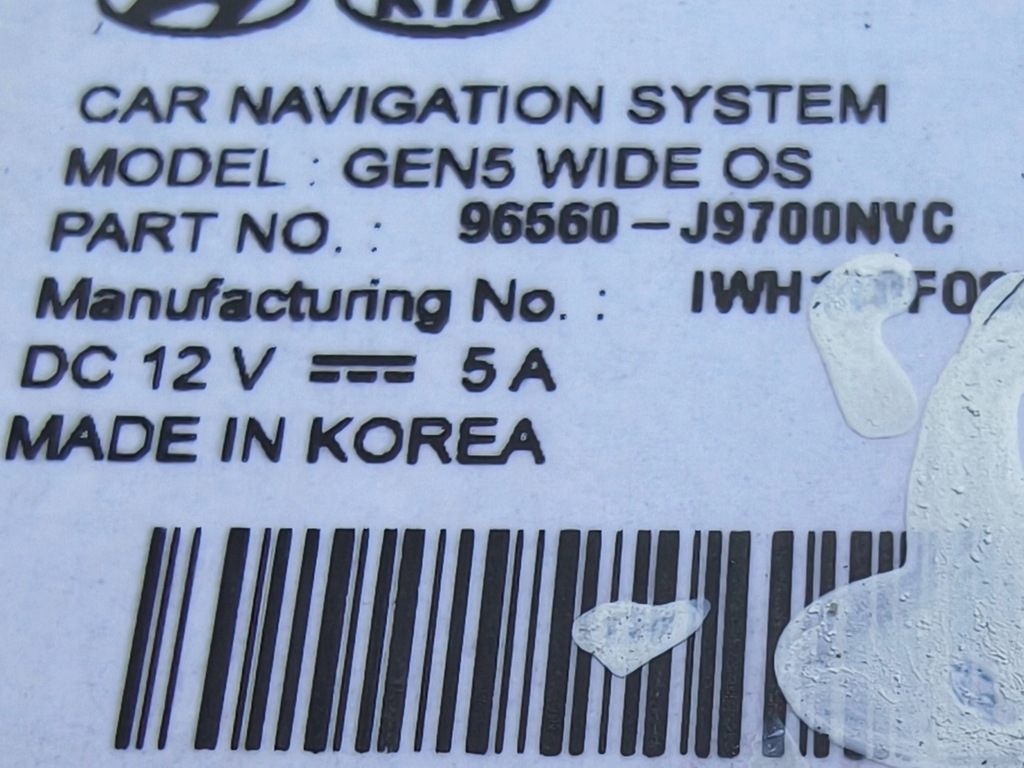 KIA
CAR NAVIGATION SYSTEM
MODEL : GEN5 WIDE OS
PART NO. : 96560-J9700NVC
Manufacturing No. :
DC 12 V ⎓ 5 A
MADE IN KOREA